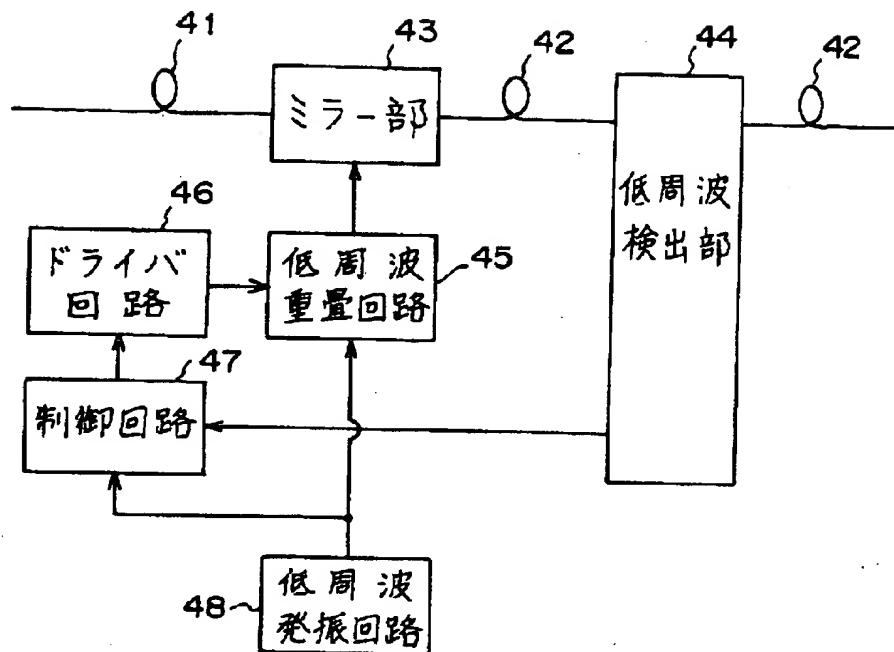 41
43
42
44
42
ミラー部
46
ドライバ
回路
低周波
重畳回路
45
低周波
検出部
47
制御回路
48
低周波
発振回路